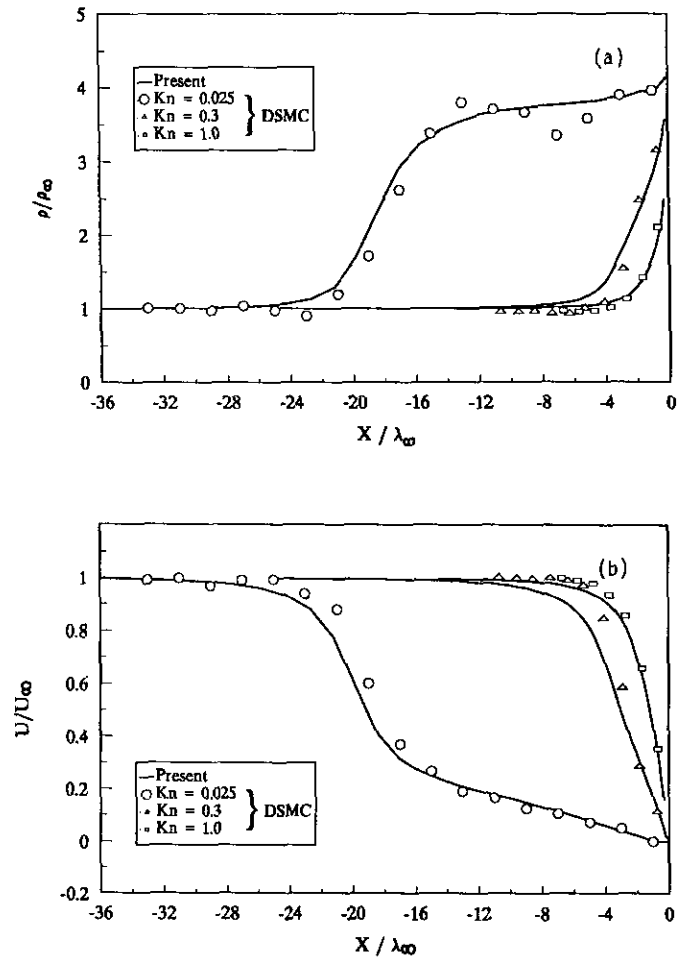 5
(a)
Present
Kn = 0.025
Kn = 0.3
Kn = 1.0
DSMC
4
3
ρ/ρ∞
2
1
0
-36 -32 -28 -24 -20 -16 -12 -8 -4 0
X / λ∞
(b)
1
0.8
0.6
U/U∞
0.4
Present
Kn = 0.025
Kn = 0.3
Kn = 1.0
DSMC
0.2
0
-0.2
-36 -32 -28 -24 -20 -16 -12 -8 -4 0
X / λ∞